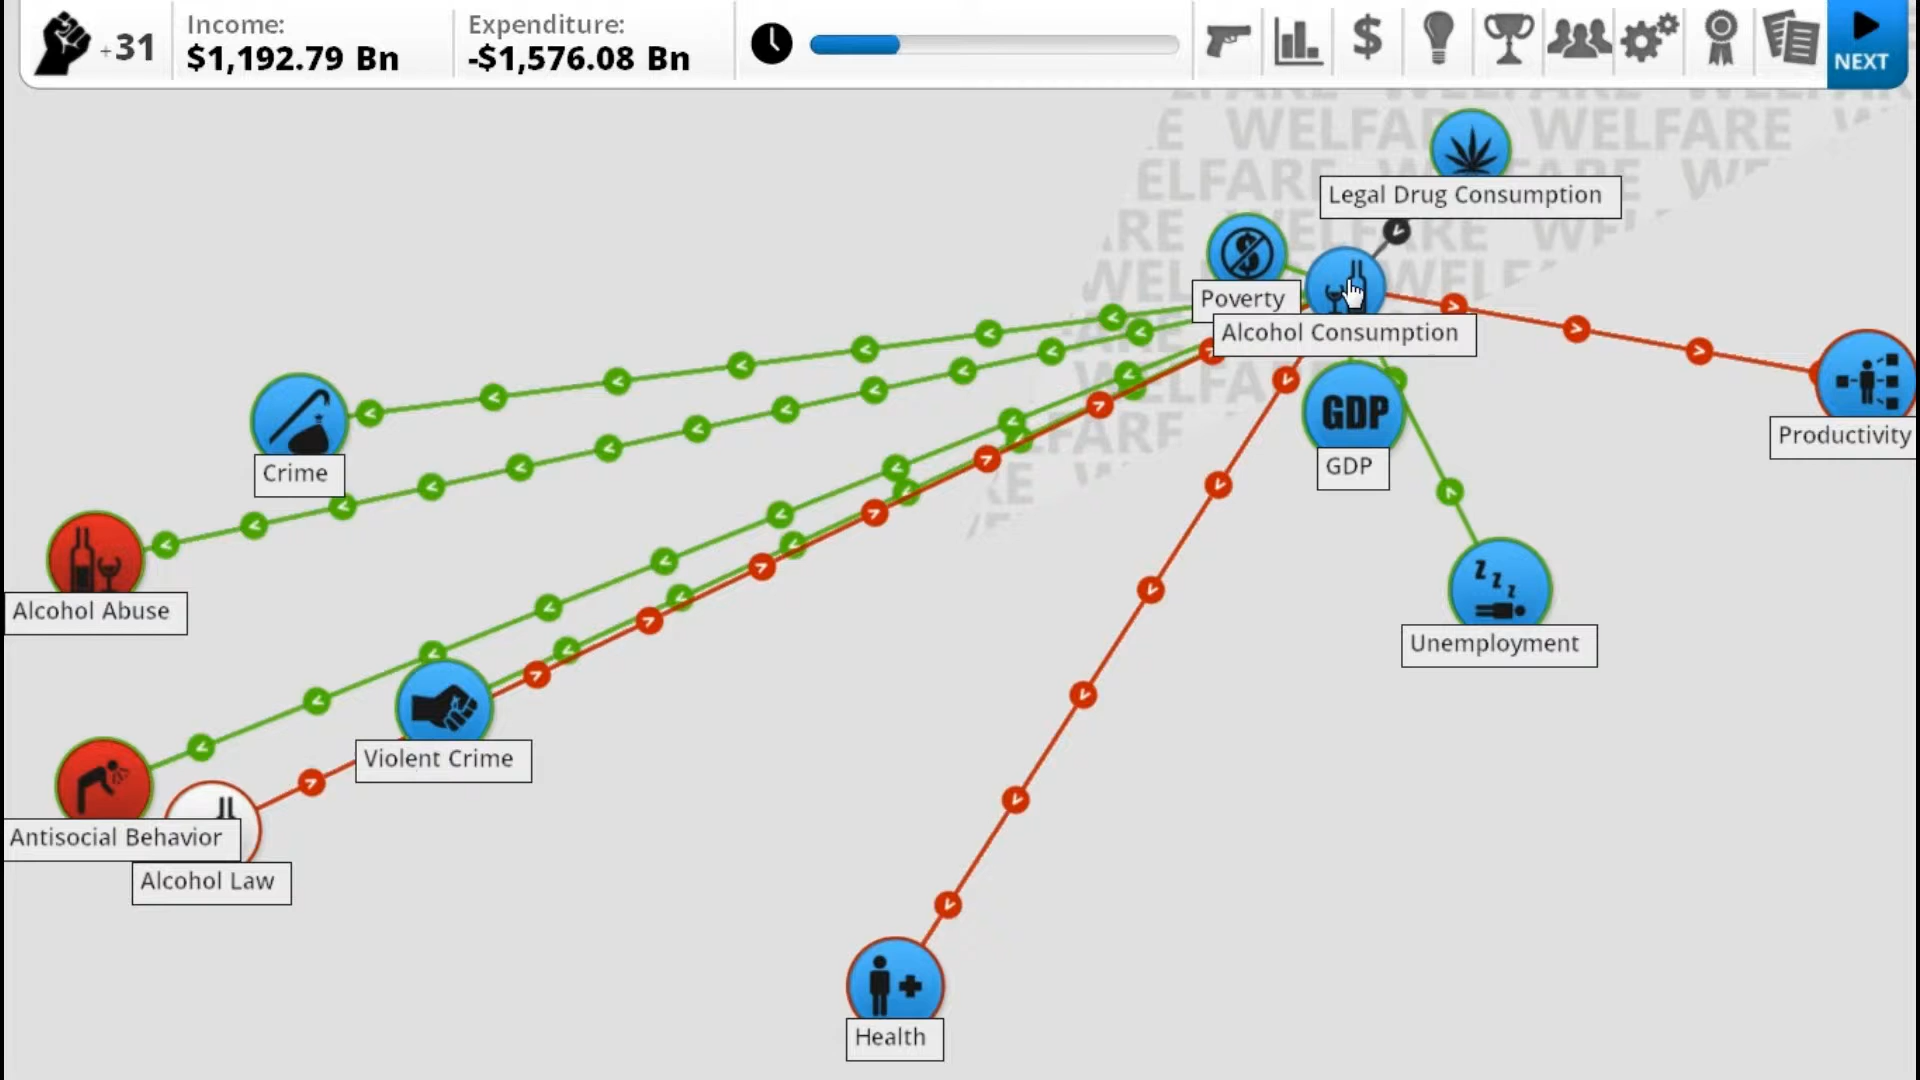 Income:
$1,192.79 Bn
Expenditure:
-$1,576.08 Bn
+31
NEXT
WELFARE
Legal Drug Consumption
Poverty
Alcohol Consumption
GDP
GDP
Productivity
Crime
Alcohol Abuse
Unemployment
Violent Crime
Antisocial Behavior
Alcohol Law
Health